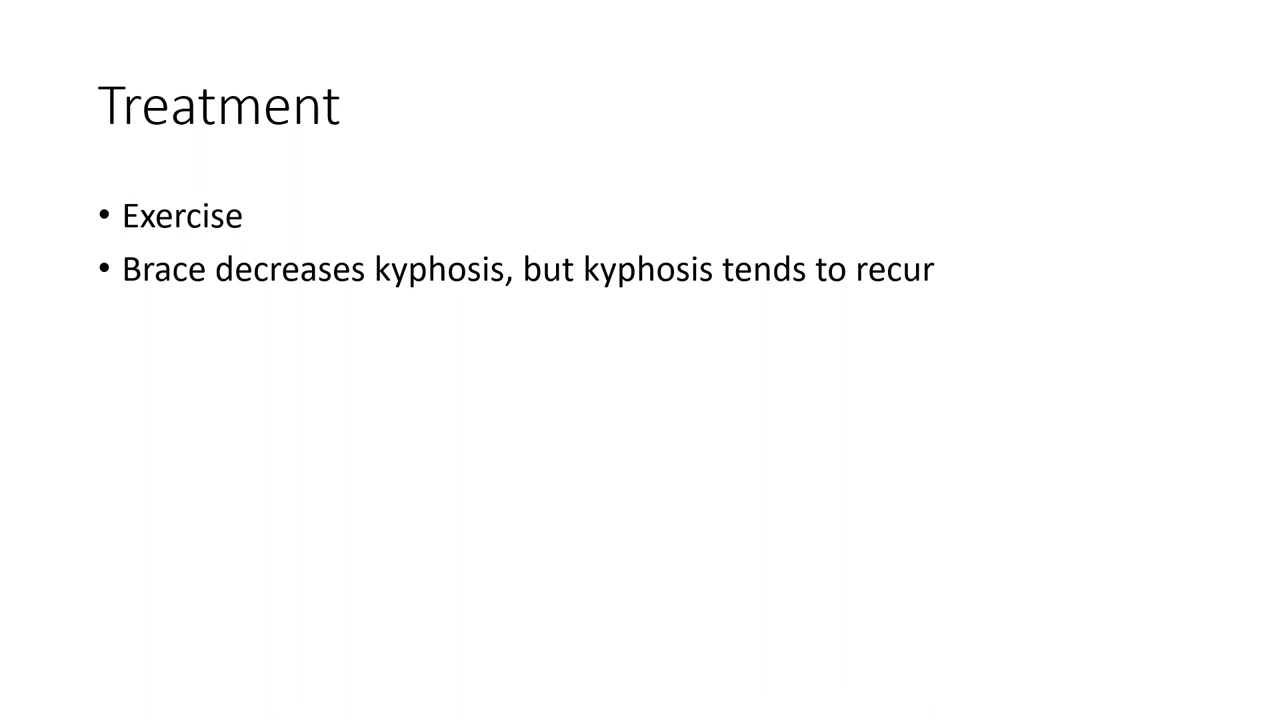 Treatment
• Exercise
• Brace decreases kyphosis, but kyphosis tends to recur